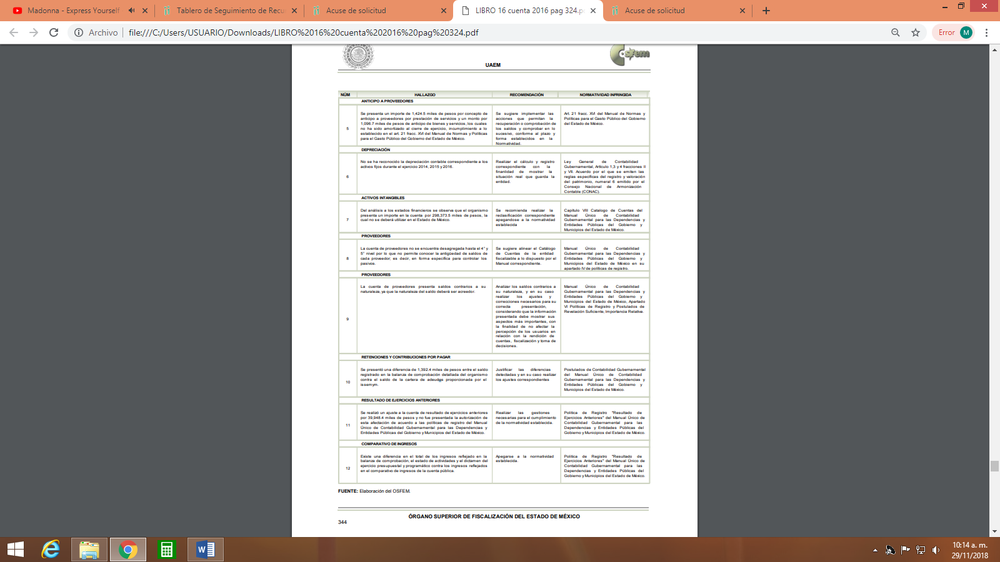 Madonna - Express Yourself
Tablero de Seguimiento de Recu
Acuse de solicitud
LIBRO 16 cuenta 2016 pag 324.p
Acuse de solicitud
Archivo
file:///C:/Users/USUARIO/Downloads/LIBRO%2016%20cuenta%202016%20pag%20324.pdf
Error
M
osfem
UAEM
NÚM
HALLAZGO
RECOMENDACIÓN
NORMATIVIDAD INFRINGIDA
ANTICIPO A PROVEEDORES
5
Se presenta un importe de 1,424.5 miles de pesos por concepto de
anticipo a proveedores por prestación de servicios y un monto por
1,096.7 miles de pesos de anticipo de bienes y servicios, los cuales
no ha sido amortizado al cierre de ejercicio, incumplimiento a lo
establecido en el art. 21 fracc. XVI del Manual de Normas y Políticas
para el Gasto Público del Gobierno del Estado de México.
Se sugiere implementar las
acciones que permitan la
recuperación o comprobación de
los saldos y comprobar en lo
sucesivo, conforme al plazo y
forma establecidos en la
Normatividad.
Art. 21 fracc. XVI del Manual de Normas y
Políticas para el Gasto Público del Gobierno
del Estado de México.
DEPRECIACIÓN
6
No se ha reconocido la depreciación contable correspondiente a los
activos fijos durante el ejercicio 2014, 2015 y 2016.
Realizar el cálculo y registro
correspondiente con la
finanlidad de mostrar la
situación real que guarda la
entidad.
Ley General de Contabilidad
Gubernamental, Artículo 1,3 y 4 fracciones II
y VII. Acuerdo por el que se emiten las
reglas específicas del registro y valoración
del patrimonio, numeral 6 emitido por el
Consejo Nacional de Armonización
Contable (CONAC).
ACTIVOS INTANGIBLES
7
Del análisis a los estados financieros se observa que el organismo
presenta un importe en la cuenta por 298,373.5 miles de pesos, la
cual no se deberá utilizar en el Estado de México.
Se recomienda realizar la
reclasificación correspondiente
apegandose a la normatividad
establecida
Capítulo VIII Catalogo de Cuentas del
Manual Único de Contabilidad
Gubernamental para las Dependencias y
Entidades Públicas del Gobierno y
Municipios del Estado de México.
PROVEEDORES
8
La cuenta de proveedores no se encuentra desagregada hasta el 4° y
5° nivel por lo que no permite conocer la antigüedad de saldos de
cada proveedor; es decir, en forma específica para controlar los
pasivos.
Se sugiere alinear el Catálogo
de Cuentas de la entidad
fiscalizable a lo dispuesto por el
Manual correspondiente.
Manual Único de Contabilidad
Gubernamental para las Dependencias y
Entidades Públicas del Gobierno y
Municipios del Estado de México en su
apartado IV de políticas de registro.
PROVEEDORES
9
La cuenta de proveedores presenta saldos contrarios a su
naturaleza, ya que la naturaleza del saldo deberá ser acreedor.
Analizar los saldos contrarios a
su naturaleza, y en su caso
realizar los ajustes y
correcciones necesarios para su
correcta presentación,
considerando que la información
presentada debe mostrar sus
aspectos más importantes, con
la finalidad de no afectar la
percepción de los usuarios en
relación con la rendición de
cuentas, fiscalización y toma de
decisiones.
Manual Único de Contabilidad
Gubernamental para las Dependencias y
Entidades Públicas del Gobierno y
Municipios del Estado de México, Apartado
VI Políticas de Registro y Postulados de
Revelación Suficiente, Importancia Relativa.
RETENCIONES Y CONTRIBUCIONES POR PAGAR
10
Se presentó una diferencia de 1,392.4 miles de pesos entre el saldo
registrado en la balanza de comprobación detallada del organismo
contra el saldo de la cartera de adeudos proporcionada por el
issemym.
Justificar las diferencias
detectadas y en su caso realizar
los ajustes correspondientes
Postulados de Contabilidad Gubernamental
del Manual Único de Contabilidad
Gubernamental para las Dependencias y
Entidades Públicas del Gobierno y
Municipios del Estado de México.
RESULTADO DE EJERCICIOS ANTERIORES
11
Se realizó un ajuste a la cuenta de resultado de ejercicios anteriores
por 39,948.4 miles de pesos y no fue presentada la autorización de
esta afectación de acuerdo a las políticas de registro del Manual
Único de Contabilidad Gubernamental para las Dependencias y
Entidades Públicas del Gobierno y Municipios del Estado de México.
Realizar las gestiones
necesarias para el cumplimiento
de la normatividad establecida.
Política de Registro "Resultado de
Ejercicios Anteriores" del Manual Único de
Contabilidad Gubernamental para las
Dependencias y Entidades Públicas del
Gobierno y Municipios del Estado de México.
COMPARATIVO DE INGRESOS
12
Existe una diferencia en el total de los ingresos reflejado en la
balanza de comprobación, el estado de actividades y el dictamen del
ejercicio presupuestal y programático contra los ingresos reflejados
en el comparativo de ingresos de la cuenta pública.
Apegarse a la normatividad
establecida.
Política de Registro "Resultado de
Ejercicios Anteriores" del Manual Único de
Contabilidad Gubernamental para las
Dependencias y Entidades Públicas del
Gobierno y Municipios del Estado de México.
FUENTE: Elaboración del OSFEM.
ÓRGANO SUPERIOR DE FISCALIZACIÓN DEL ESTADO DE MÉXICO
344
10:14 a. m.
29/11/2018